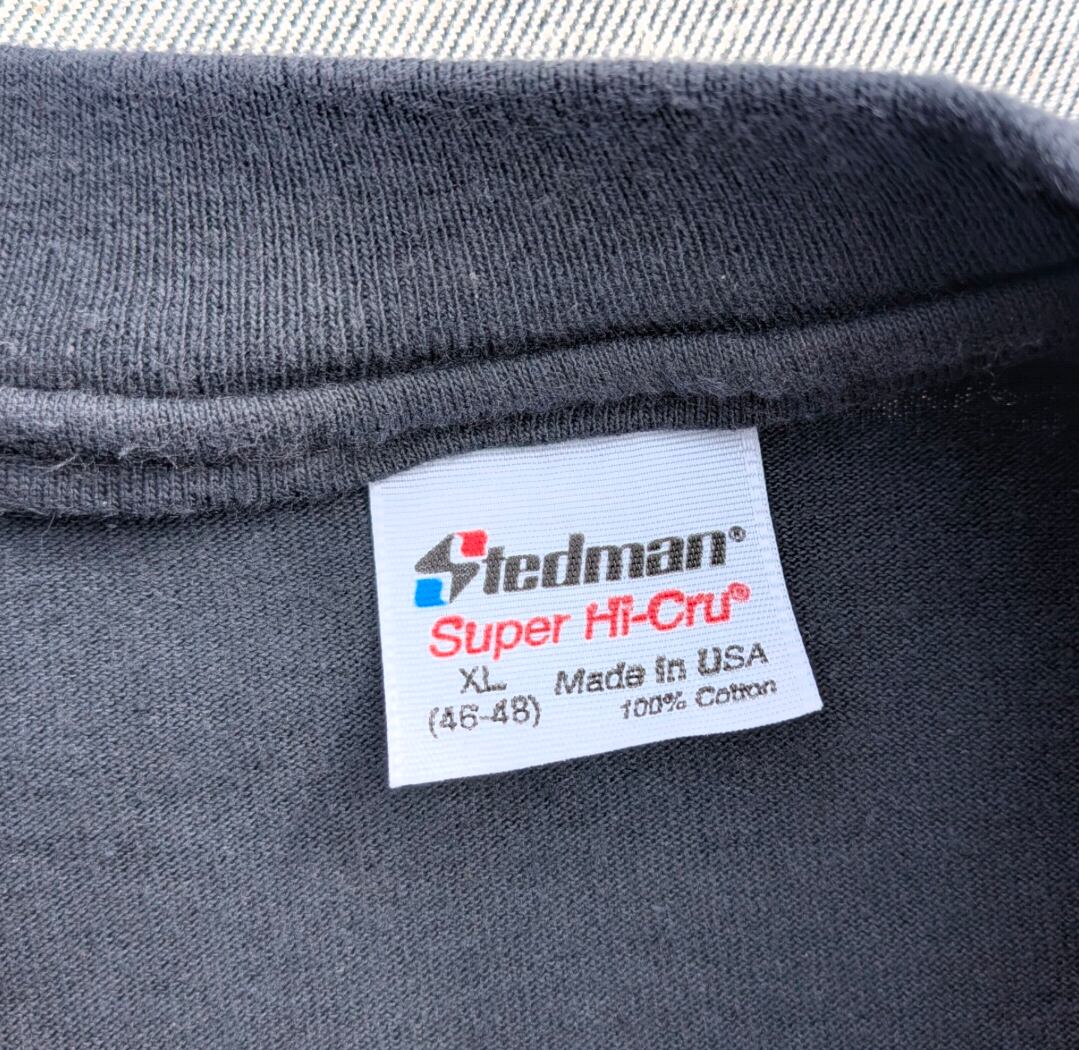 Stedman®
Super Hi-Cru®
XL Made in USA
(46-48) 100% Cotton